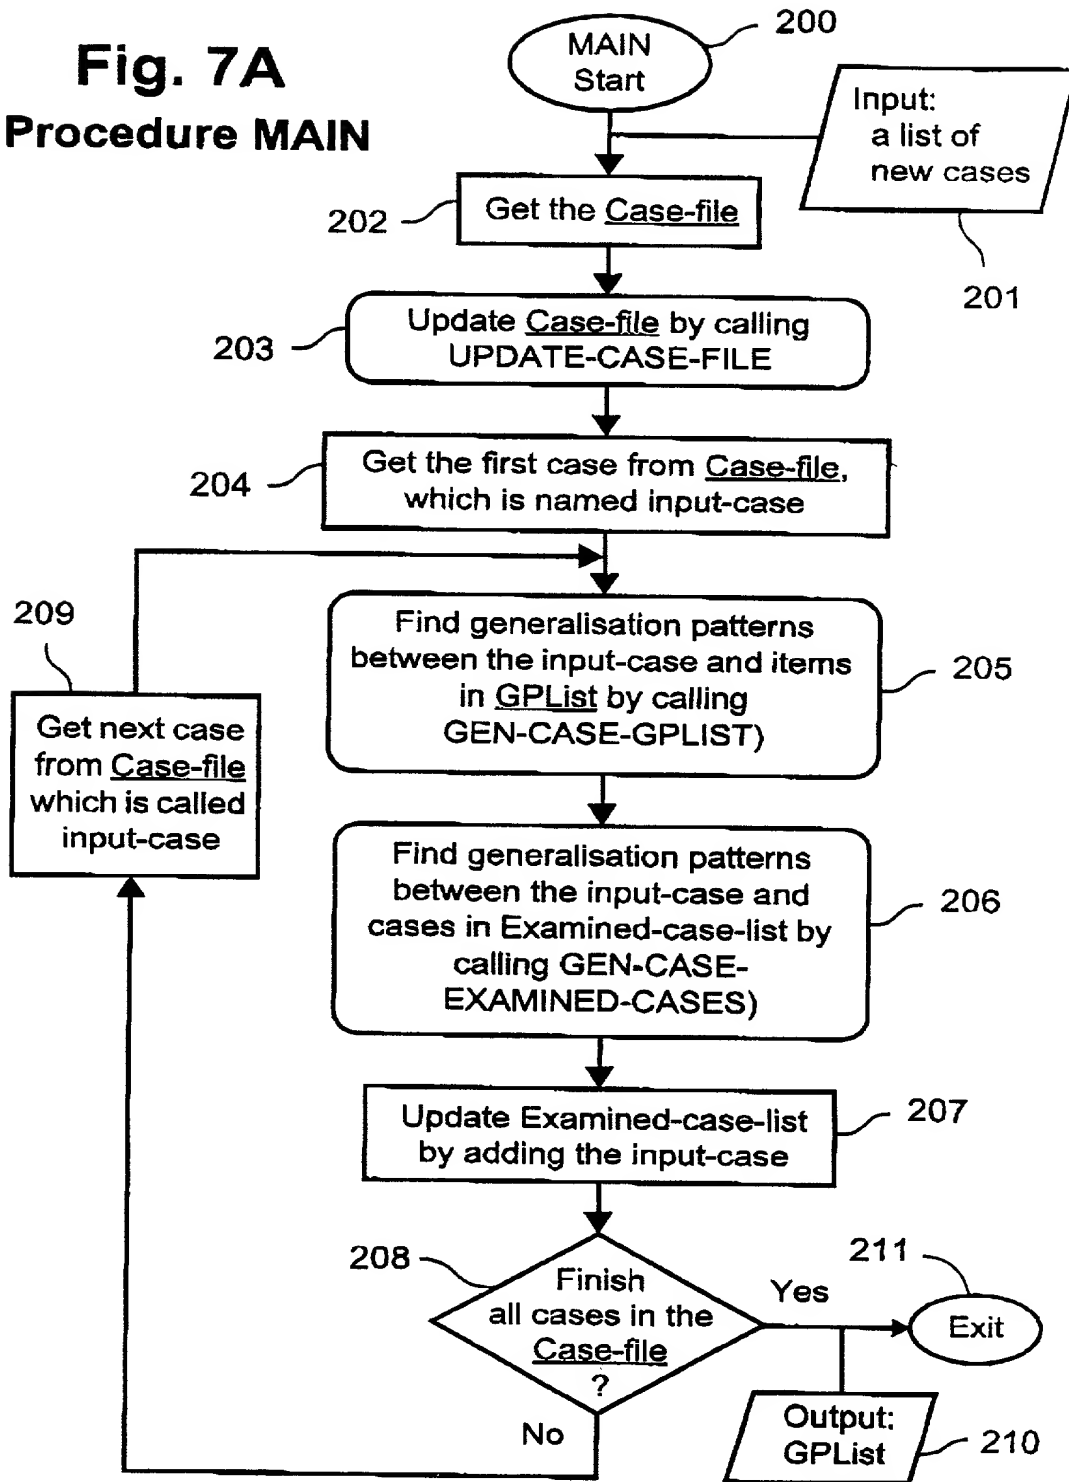 Fig. 7A
Procedure MAIN
200
MAIN
Start
Input:
a list of
new cases
201
202
Get the Case-file
203
Update Case-file by calling
UPDATE-CASE-FILE
204
Get the first case from Case-file,
which is named input-case
209
Get next case
from Case-file
which is called
input-case
Find generalisation patterns
between the input-case and items
in GPList by calling
GEN-CASE-GPLIST)
205
Find generalisation patterns
between the input-case and
cases in Examined-case-list by
calling GEN-CASE-
EXAMINED-CASES)
206
Update Examined-case-list
by adding the input-case
207
208
Finish
all cases in the
Case-file
?
Yes
211
Exit
No
Output:
GPList
210